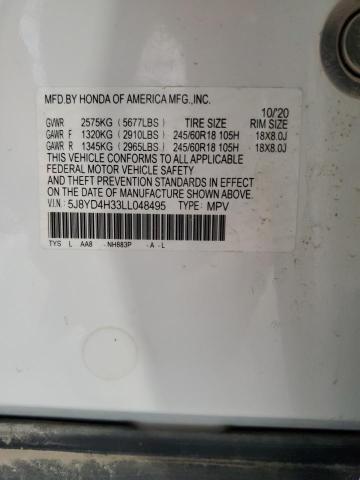 MFD.BY HONDA OF AMERICA MFG.,INC.
10/'20
GVWR 2575KG (5677LBS) TIRE SIZE RIM SIZE
GAWR F 1320KG (2910LBS) 245/60R18 105H 18X8.0J
GAWR R 1345KG (2965LBS) 245/60R18 105H 18X8.0J
THIS VEHICLE CONFORMS TO ALL APPLICABLE
FEDERAL MOTOR VEHICLE SAFETY
AND THEFT PREVENTION STANDARDS IN EFFECT
ON THE DATE OF MANUFACTURE SHOWN ABOVE.
V.I.N.: 5J8YD4H33LL048495 TYPE: MPV
TYS L AA8 NH883P -A-L